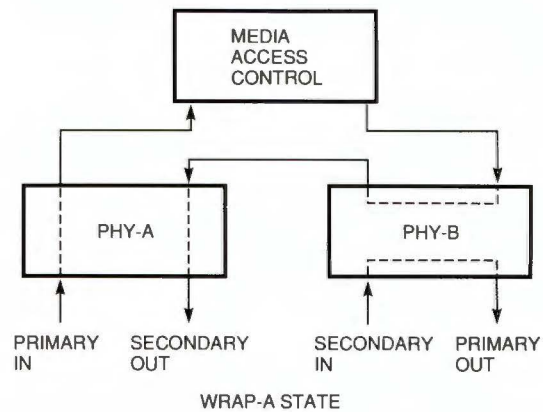 MEDIA
ACCESS
CONTROL
PHY-A
PHY-B
PRIMARY
IN
SECONDARY
OUT
SECONDARY
IN
PRIMARY
OUT
WRAP-A STATE